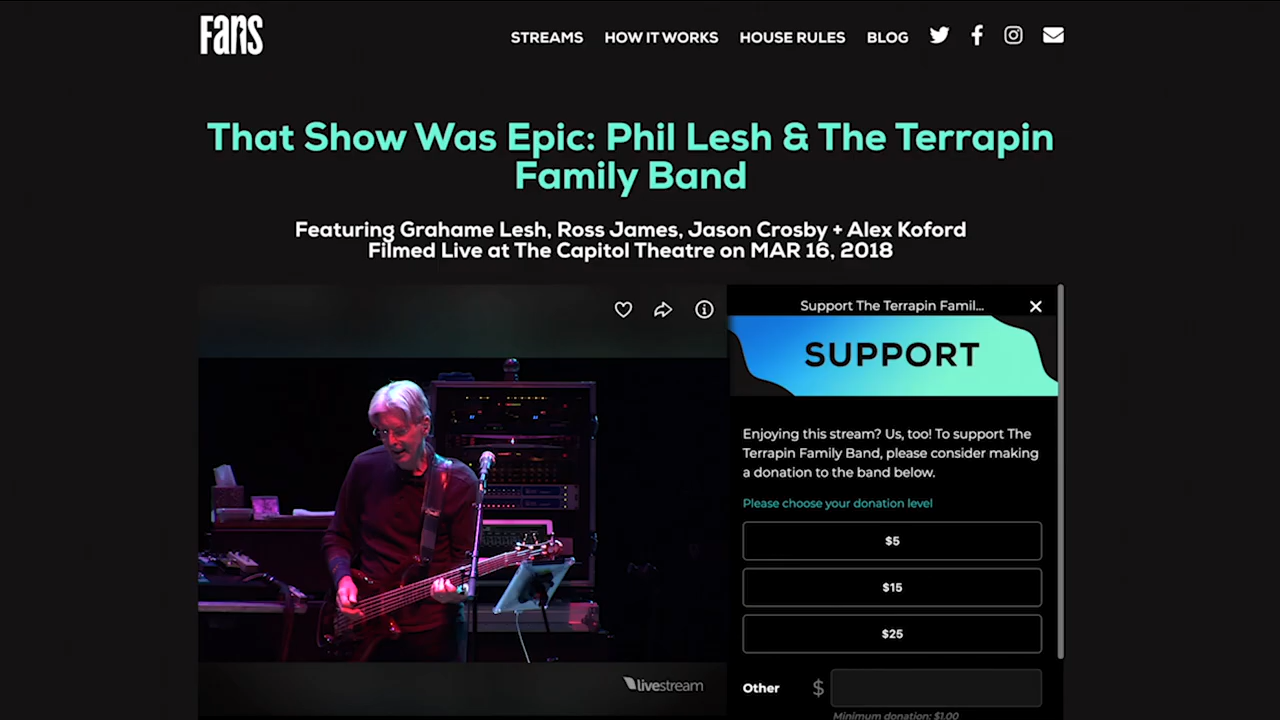 Fans
STREAMS HOW IT WORKS HOUSE RULES BLOG
That Show Was Epic: Phil Lesh & The Terrapin
Family Band
Featuring Grahame Lesh, Ross James, Jason Crosby + Alex Koford
Filmed Live at The Capitol Theatre on MAR 16, 2018
Support The Terrapin Famil...
SUPPORT
Enjoying this stream? Us, too! To support The
Terrapin Family Band, please consider making
a donation to the band below.
Please choose your donation level
$5
$15
$25
Other $
Minimum donation: $1.00
livestream